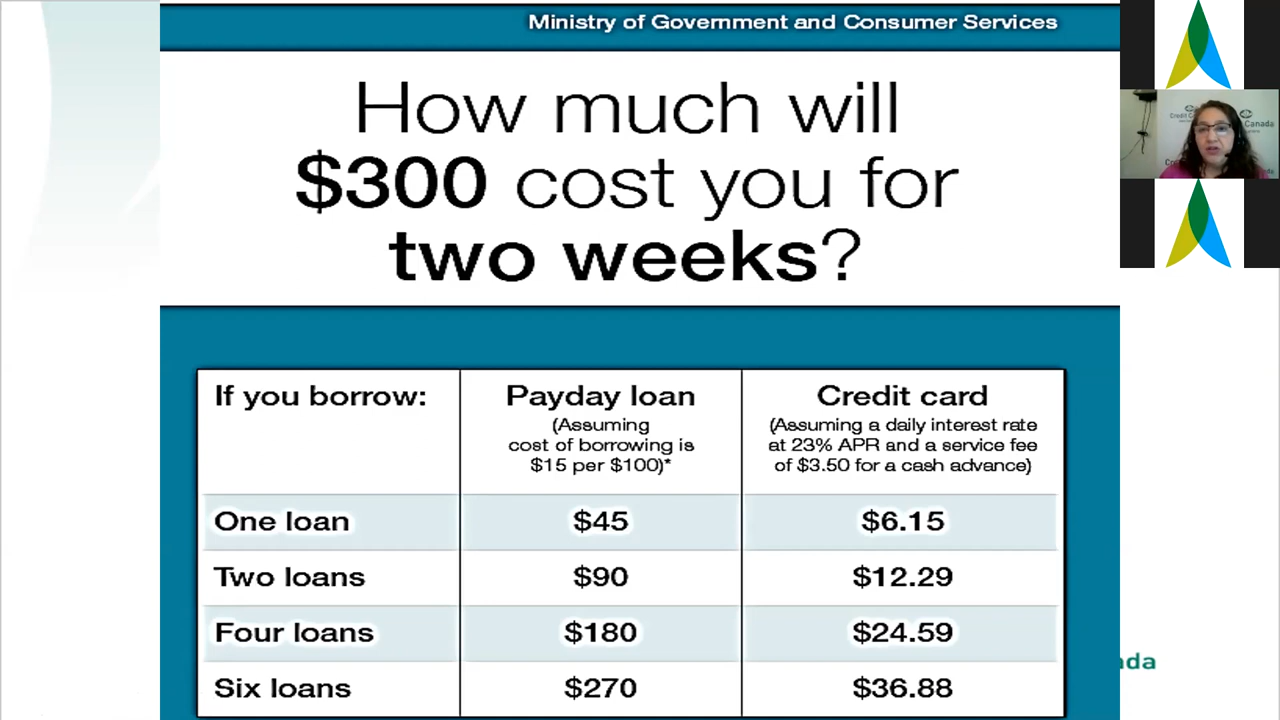 Ministry of Government and Consumer Services
How much will
$300 cost you for
two weeks?
If you borrow:
Payday loan
(Assuming
cost of borrowing is
$15 per $100)*
Credit card
(Assuming a daily interest rate
at 23% APR and a service fee
of $3.50 for a cash advance)
One loan $45 $6.15
Two loans $90 $12.29
Four loans $180 $24.59
Six loans $270 $36.88
Canada